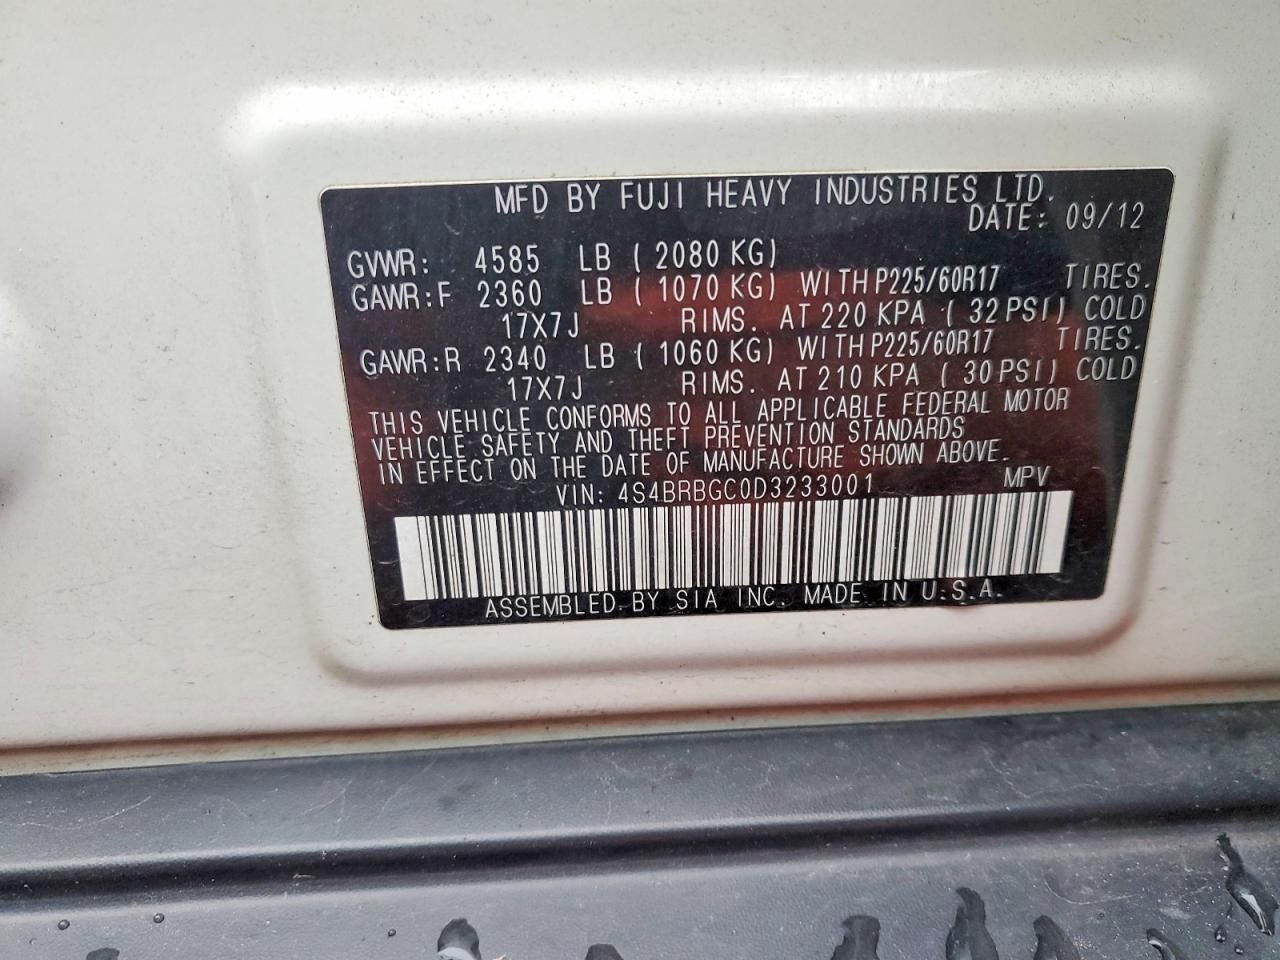 MFD BY FUJI HEAVY INDUSTRIES LTD.
DATE: 09/12
GVWR: 4585 LB ( 2080 KG)
GAWR:F 2360 LB ( 1070 KG) WITH P225/60R17 TIRES.
17X7J RIMS. AT 220 KPA ( 32 PSI) COLD
GAWR:R 2340 LB ( 1060 KG) WITH P225/60R17 TIRES.
17X7J RIMS. AT 210 KPA ( 30 PSI) COLD
THIS VEHICLE CONFORMS TO ALL APPLICABLE FEDERAL MOTOR
VEHICLE SAFETY AND THEFT PREVENTION STANDARDS
IN EFFECT ON THE DATE OF MANUFACTURE SHOWN ABOVE.
VIN: 4S4BRBGC0D3233001 MPV
ASSEMBLED BY SIA INC. MADE IN U.S.A.